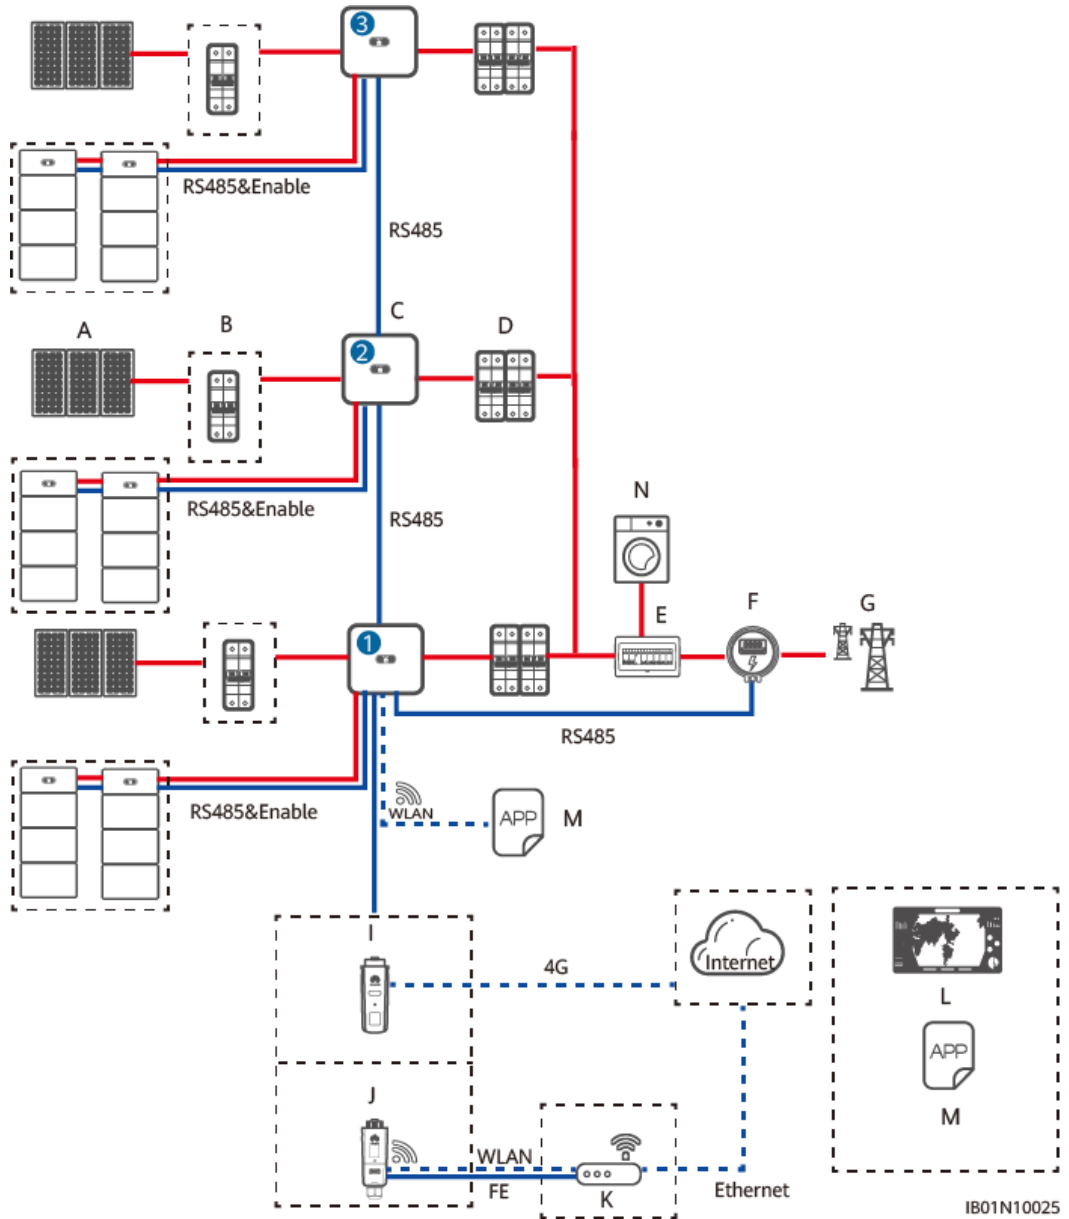 3
RS485&Enable
RS485
A
B
C
D
2
RS485&Enable
RS485
N
E
F
G
1
RS485
RS485&Enable
WLAN
APP
M
I
4G
Internet
L
APP
M
J
WLAN
FE
K
Ethernet
IB01N10025